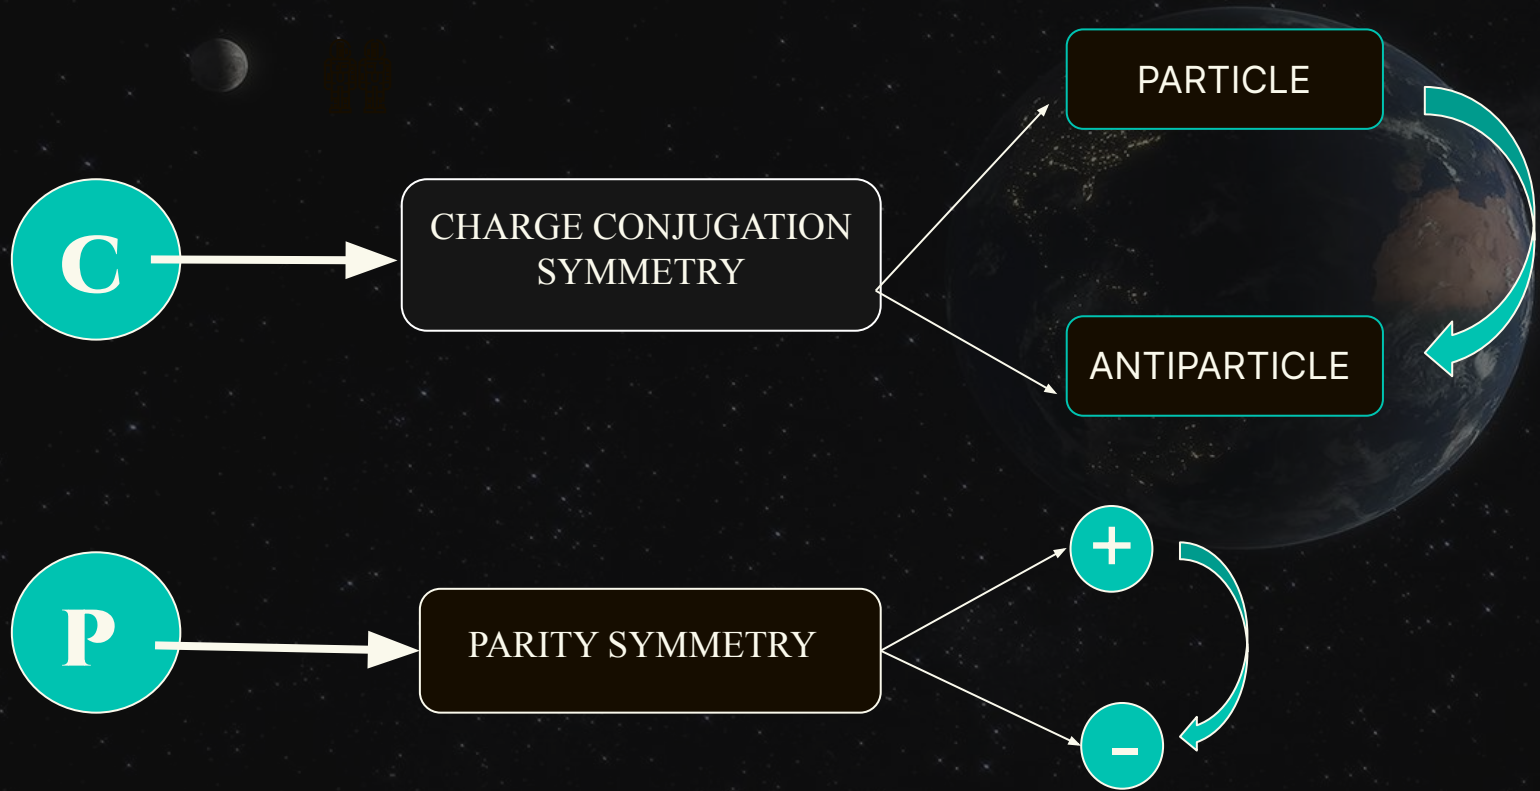 C
CHARGE CONJUGATION
SYMMETRY
PARTICLE
ANTIPARTICLE
P
PARITY SYMMETRY
+
-